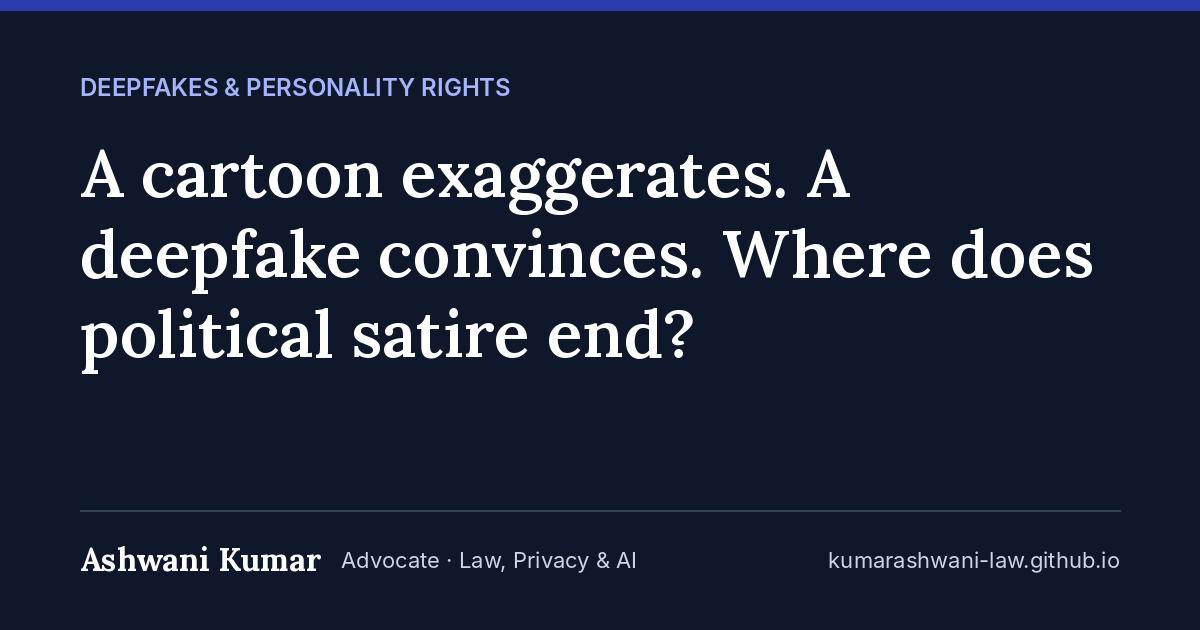 DEEPFAKES & PERSONALITY RIGHTS
A cartoon exaggerates. A
deepfake convinces. Where does
political satire end?
Ashwani Kumar Advocate · Law, Privacy & AI kumarashwani-law.github.io